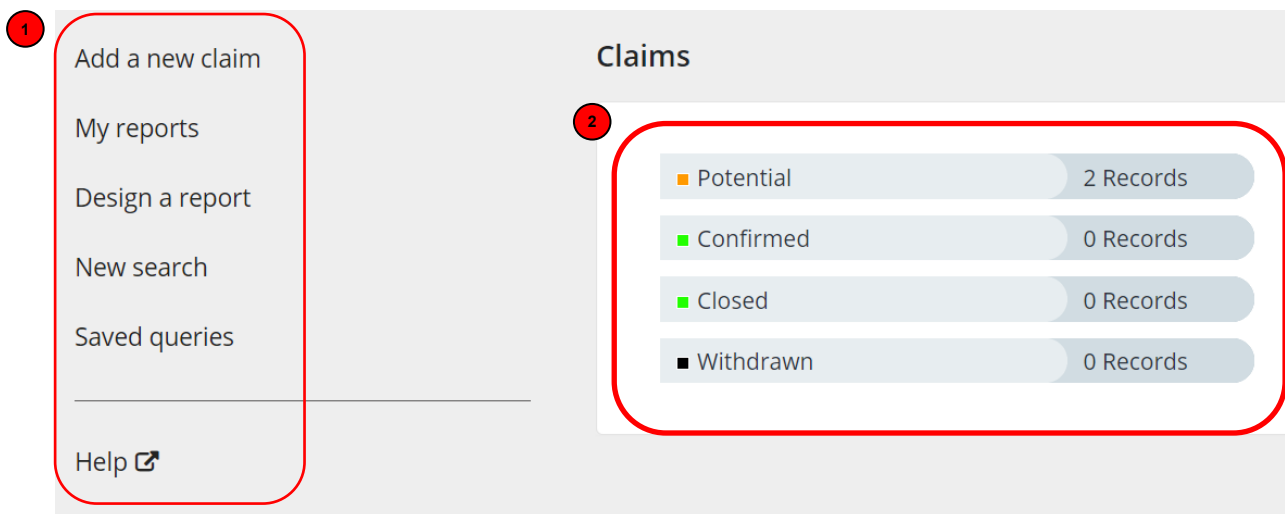 1
Add a new claim
My reports
Design a report
New search
Saved queries
Help
Claims
2
Potential 2 Records
Confirmed 0 Records
Closed 0 Records
Withdrawn 0 Records